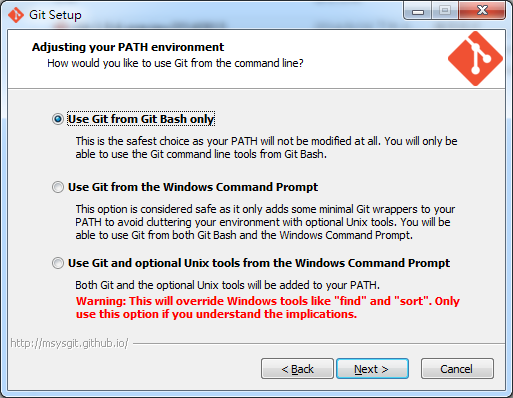 Git Setup
Adjusting your PATH environment
How would you like to use Git from the command line?
Use Git from Git Bash only
This is the safest choice as your PATH will not be modified at all. You will only be
able to use the Git command line tools from Git Bash.
Use Git from the Windows Command Prompt
This option is considered safe as it only adds some minimal Git wrappers to your
PATH to avoid cluttering your environment with optional Unix tools. You will be
able to use Git from both Git Bash and the Windows Command Prompt.
Use Git and optional Unix tools from the Windows Command Prompt
Both Git and the optional Unix tools will be added to your PATH.
Warning: This will override Windows tools like "find" and "sort". Only
use this option if you understand the implications.
http://msysgit.github.io/
< Back
Next >
Cancel